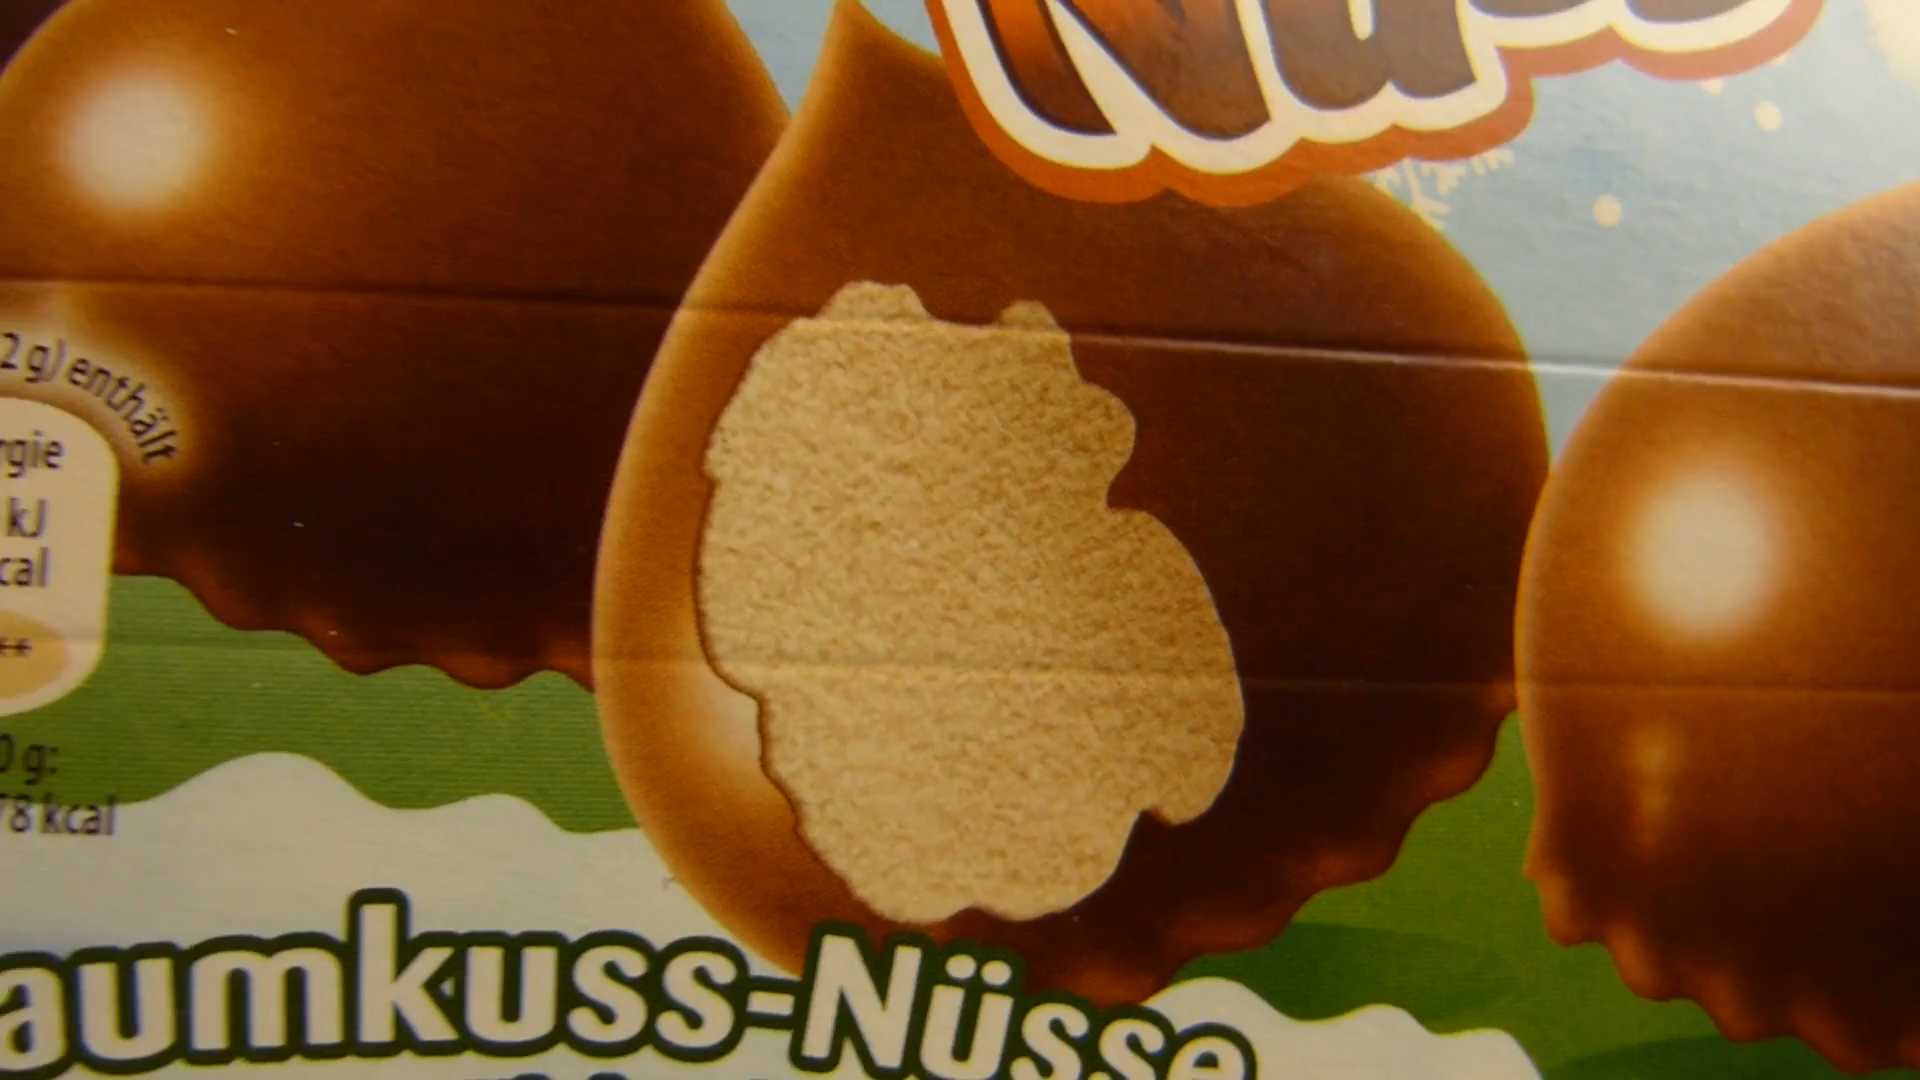 2 g) enthält
rgie
kJ
cal
**
0 g:
78 kcal
aumkuss-Nüsse